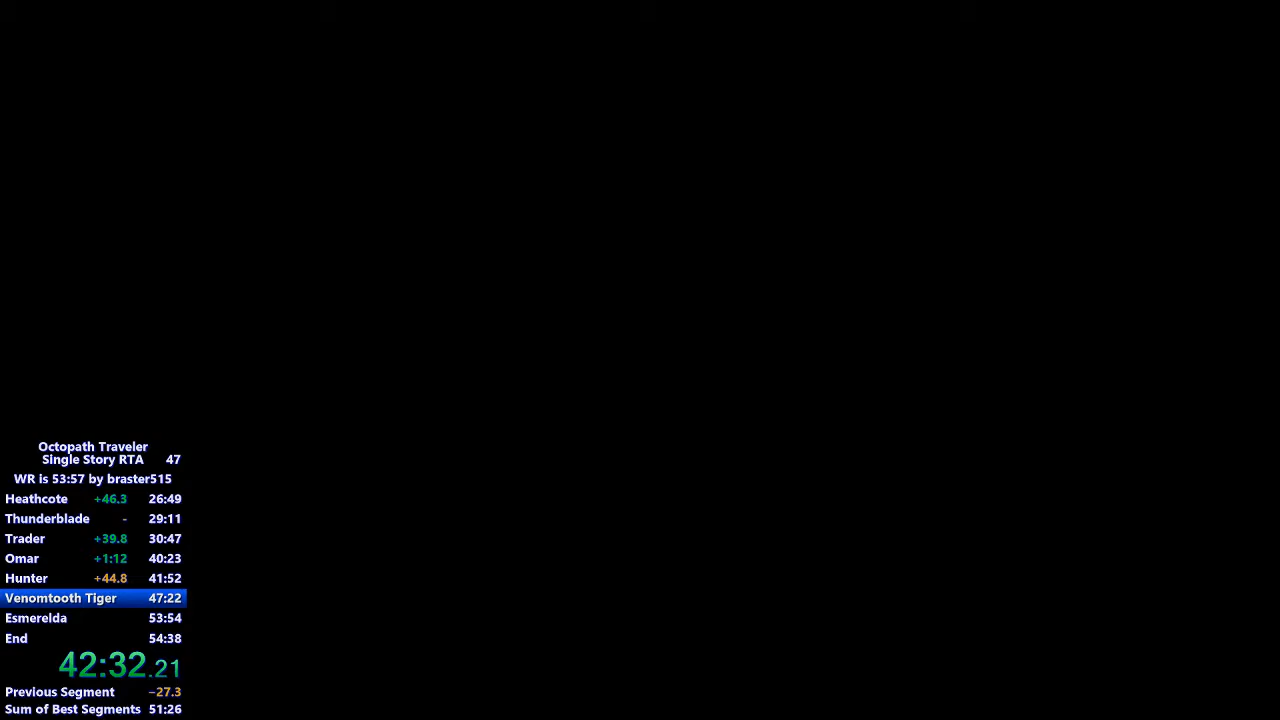 Octopath Traveler
Single Story RTA 47
WR is 53:57 by braster515
Heathcote +46.3 26:49
Thunderblade - 29:11
Trader +39.8 30:47
Omar +1:12 40:23
Hunter +44.8 41:52
Venomtooth Tiger 47:22
Esmerelda 53:54
End 54:38
42:32.21
Previous Segment −27.3
Sum of Best Segments 51:26